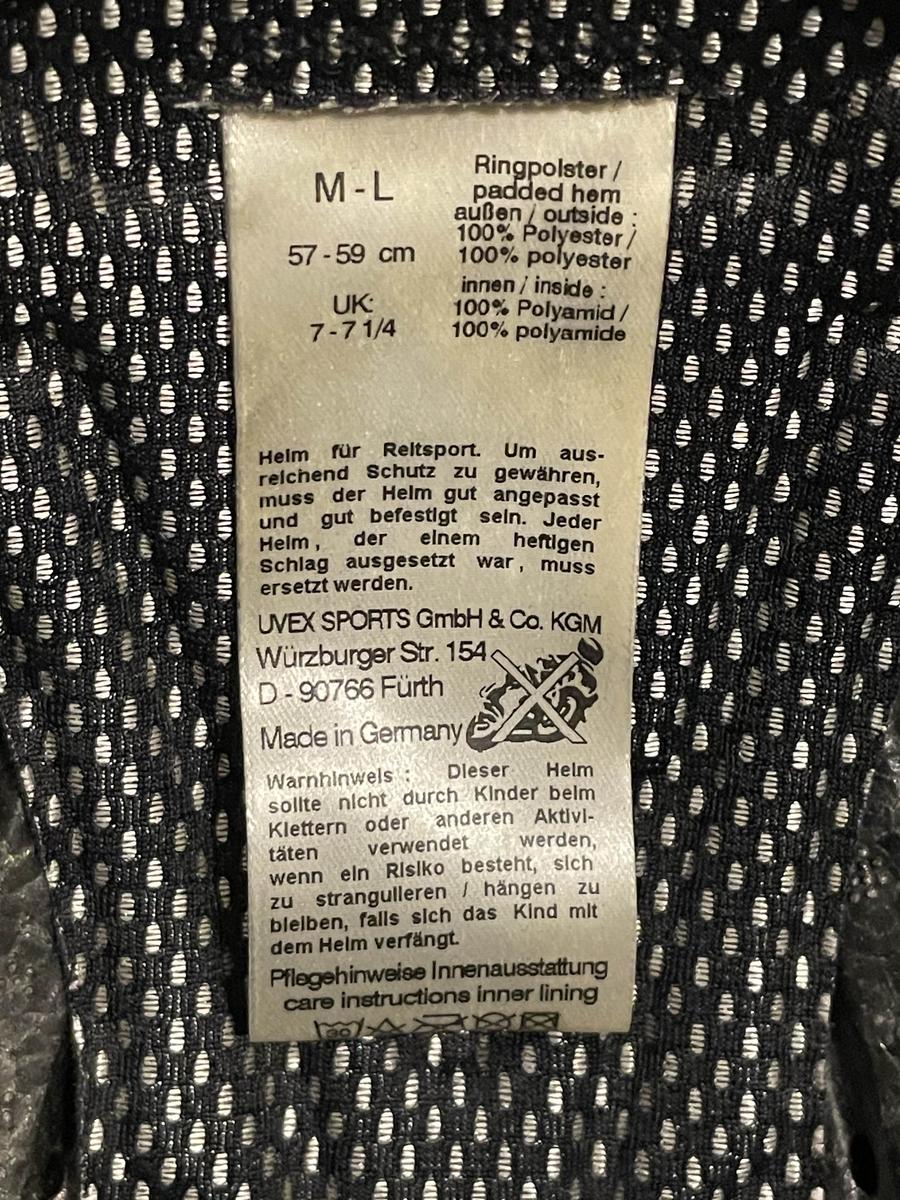 M - L
57 - 59 cm
UK:
7 - 7 1/4
Ringpolster /
padded hem
außen / outside :
100% Polyester /
100% polyester
innen / inside :
100% Polyamid /
100% polyamide
Helm für Reitsport. Um aus-
reichend Schutz zu gewähren,
muss der Helm gut angepasst
und gut befestigt sein. Jeder
Helm, der einem heftigen
Schlag ausgesetzt war, muss
ersetzt werden.
UVEX SPORTS GmbH & Co. KGM
Würzburger Str. 154
D - 90766 Fürth
Made in Germany
Warnhinweis : Dieser Helm
sollte nicht durch Kinder beim
Klettern oder anderen Aktivi-
täten verwendet werden,
wenn ein Risiko besteht, sich
zu strangulieren / hängen zu
bleiben, falls sich das Kind mit
dem Helm verfängt.
Pflegehinweise Innenausstattung
care instructions inner lining